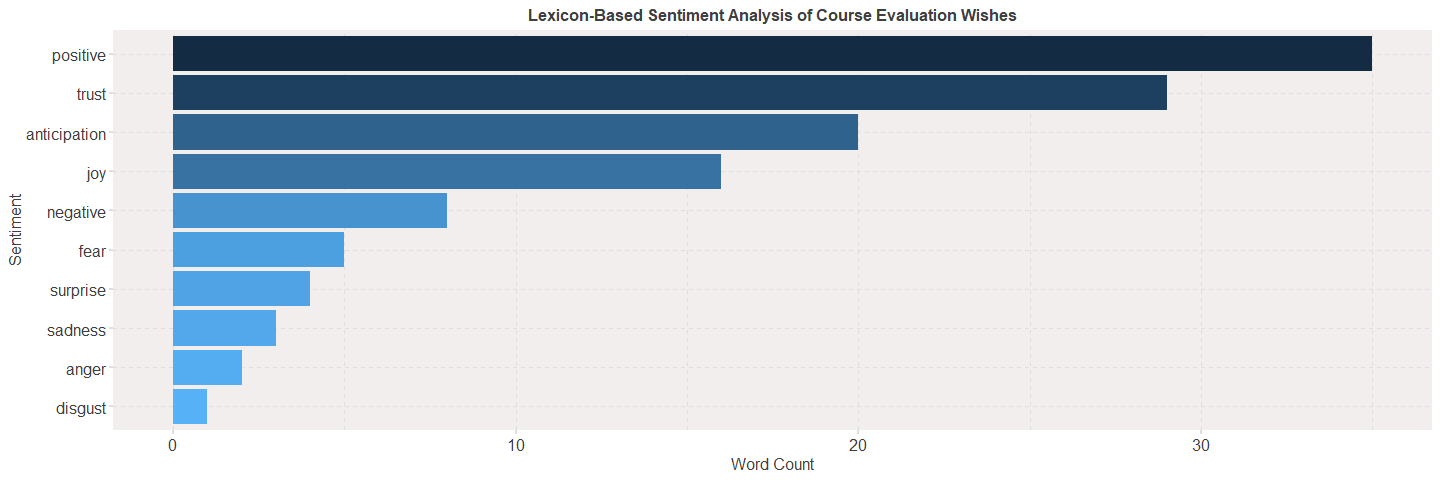 Lexicon-Based Sentiment Analysis of Course Evaluation Wishes
Sentiment
positive
trust
anticipation
joy
negative
fear
surprise
sadness
anger
disgust
0 10 20 30
Word Count